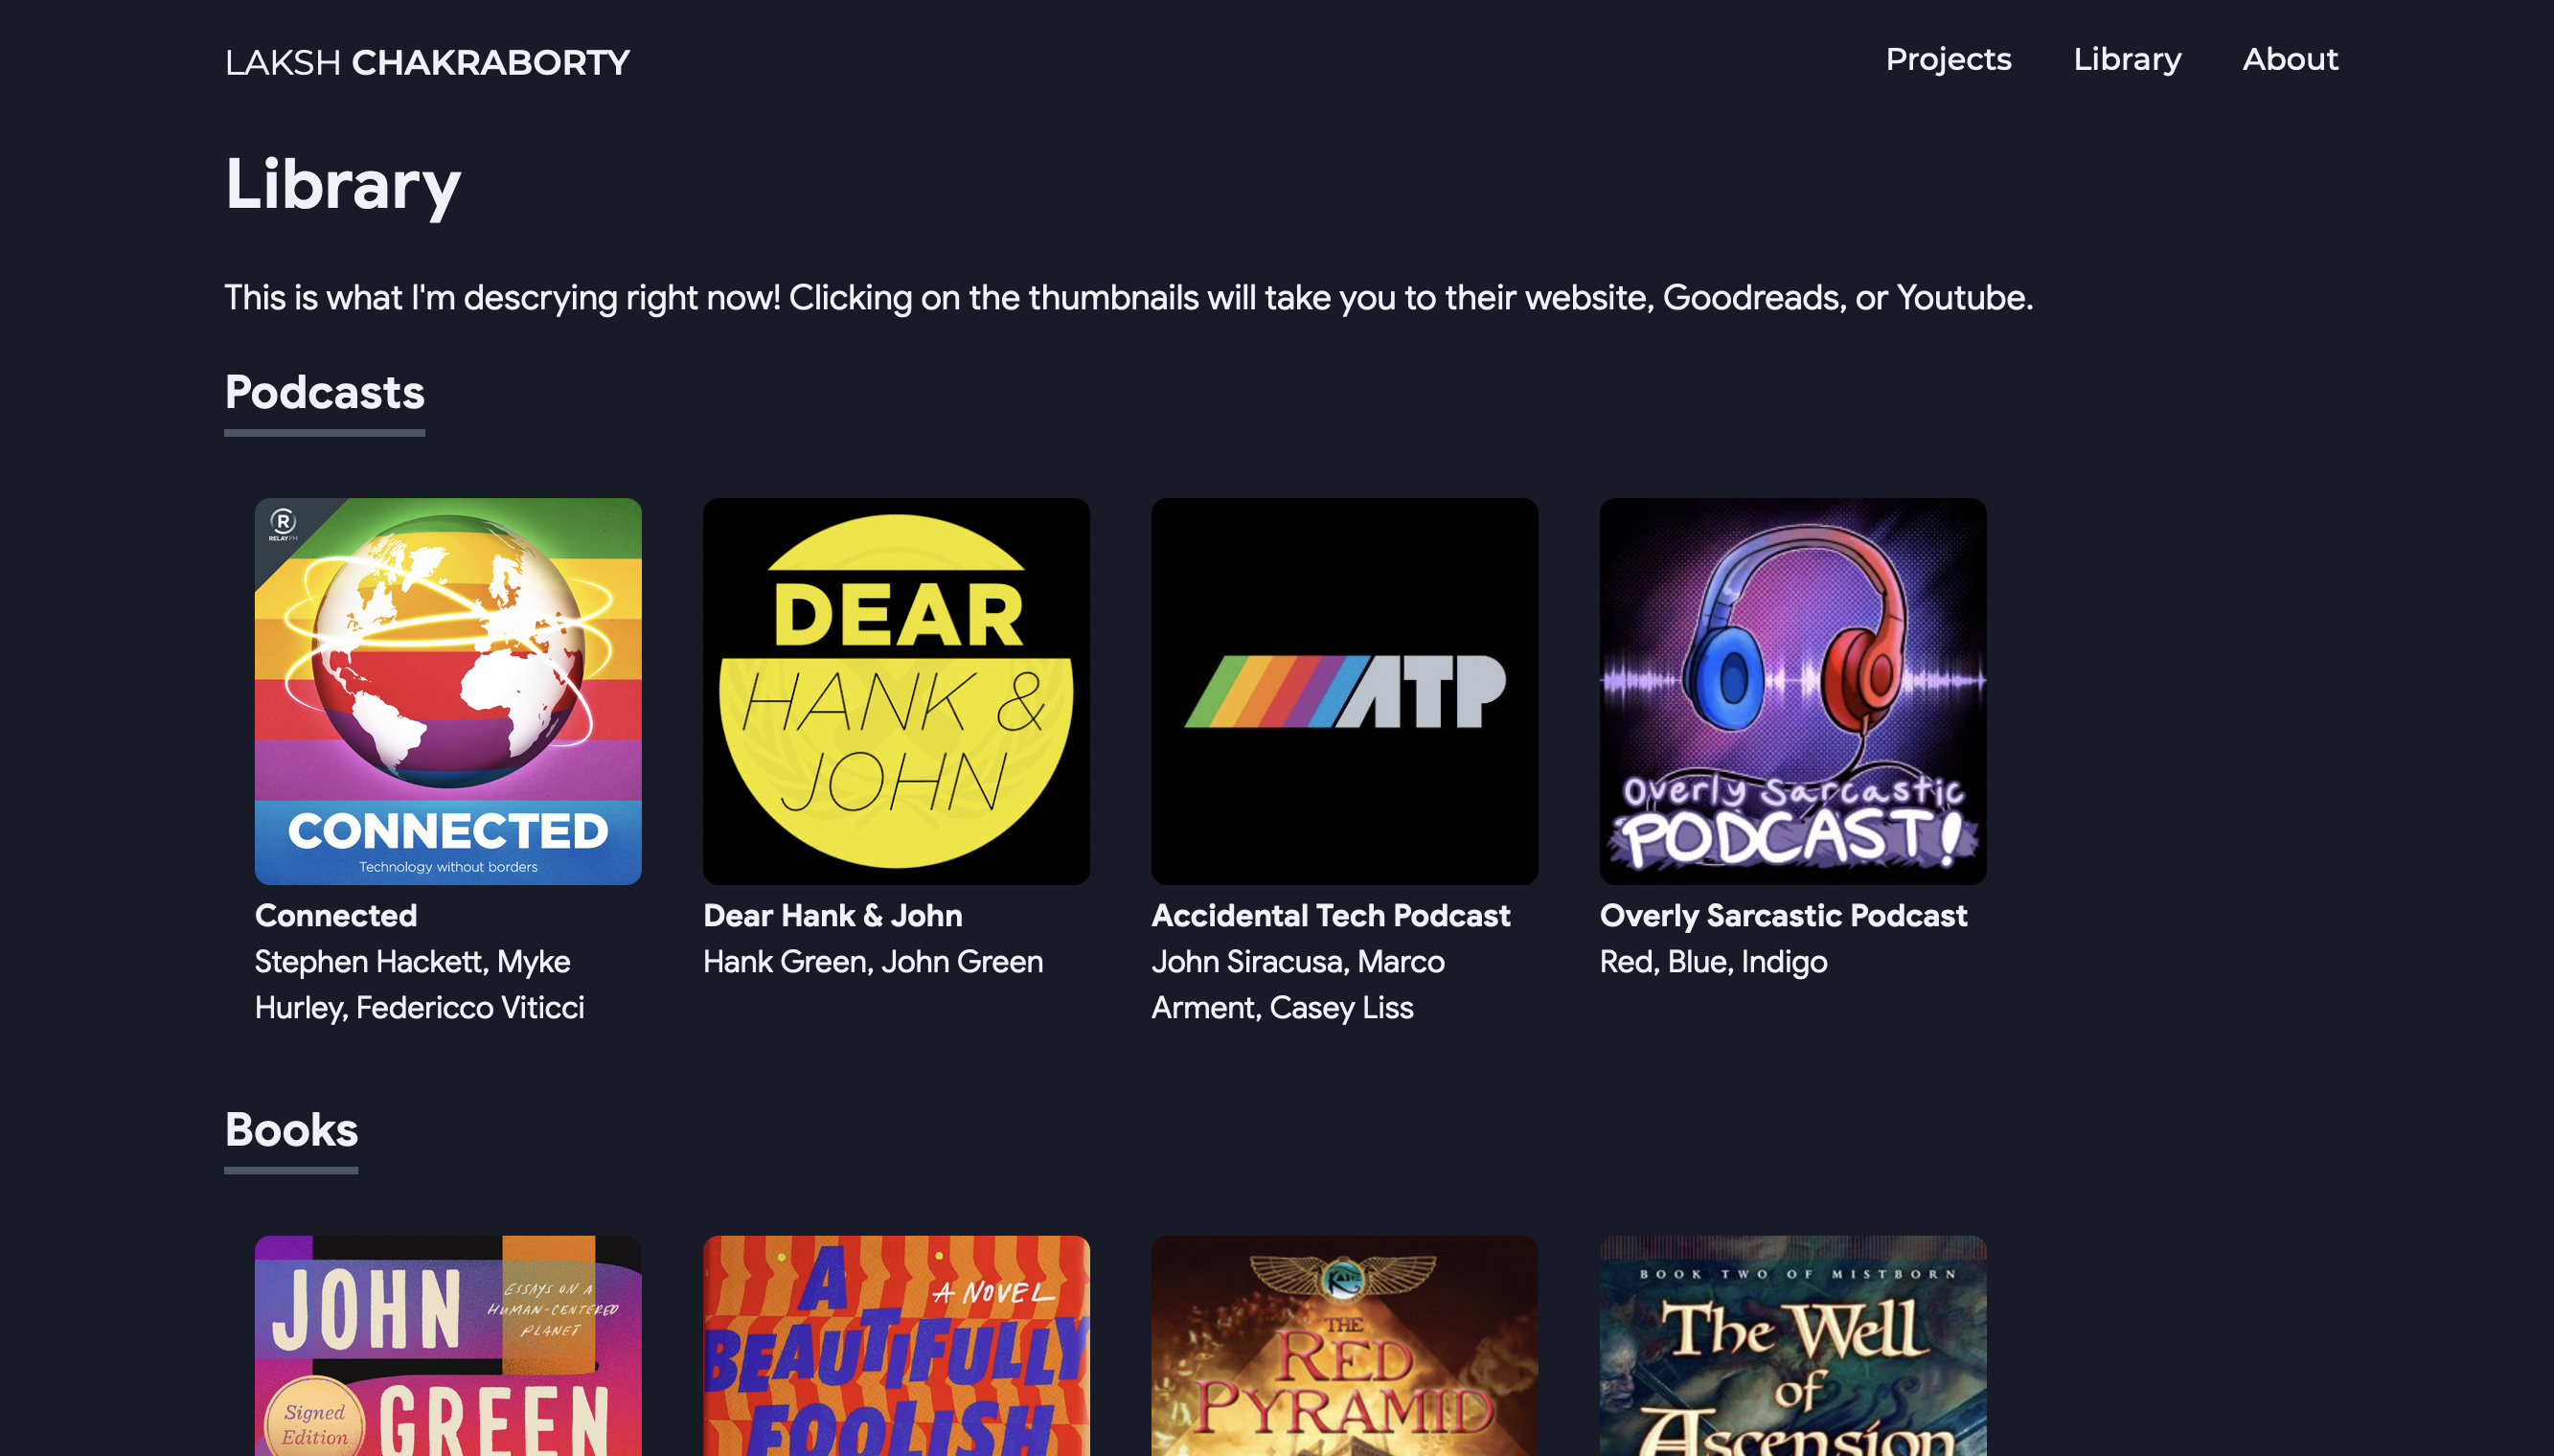 LAKSH CHAKRABORTY
Projects
Library
About
Library
This is what I'm descrying right now! Clicking on the thumbnails will take you to their website, Goodreads, or Youtube.
Podcasts
R
RELAY FM
CONNECTED
Technology without borders
Connected
Stephen Hackett, Myke
Hurley, Federicco Viticci
DEAR
HANK &
JOHN
Dear Hank & John
Hank Green, John Green
ATP
Accidental Tech Podcast
John Siracusa, Marco
Arment, Casey Liss
Overly Sarcastic
PODCAST!
Overly Sarcastic Podcast
Red, Blue, Indigo
Books
JOHN
ESSAYS ON A
HUMAN-CENTERED
PLANET
GREEN
Signed
Edition
A
A NOVEL
BEAUTIFULLY
FOOLISH
KANE
THE
RED
PYRAMID
BOOK TWO OF MISTBORN
The Well
of
Ascension